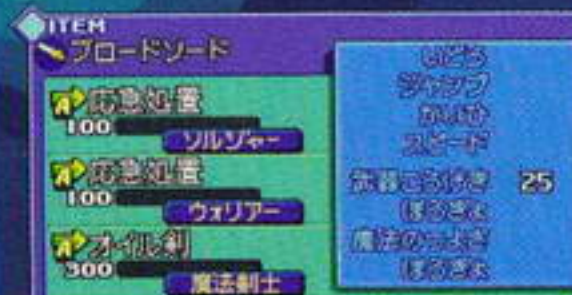 ITEM
ブロードソード
A 応急処置
100
ソルジャー
A 応急処置
100
ウォリアー
A オイル剣
300
魔法剣士
いどう
ジャンプ
かいひ
スピード
武器こうげき 25
ぼうぎょ
魔法のつよさ
ぼうぎょ